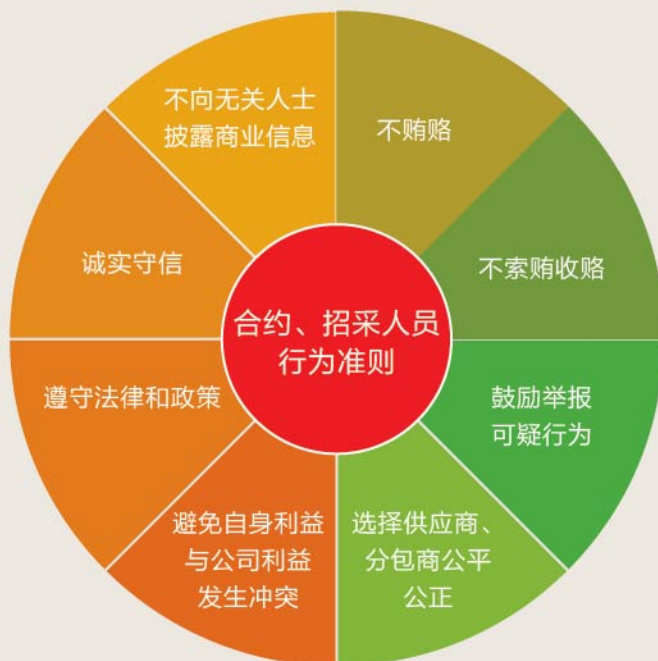 合约、招采人员
行为准则
不贿赂
不索贿收赂
鼓励举报
可疑行为
选择供应商、
分包商公平
公正
避免自身利益
与公司利益
发生冲突
遵守法律和政策
诚实守信
不向无关人士
披露商业信息